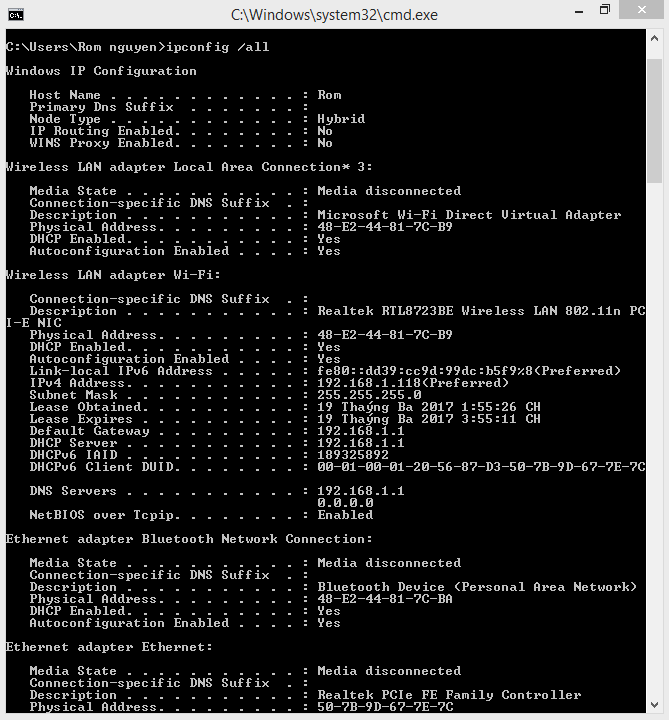 C:\Windows\system32\cmd.exe
C:\Users\Rom nguyen>ipconfig /all
Windows IP Configuration
Host Name . . . . . . . . . . . . : Rom
Primary Dns Suffix  . . . . . . . :
Node Type . . . . . . . . . . . . : Hybrid
IP Routing Enabled. . . . . . . . : No
WINS Proxy Enabled. . . . . . . . : No
Wireless LAN adapter Local Area Connection* 3:
Media State . . . . . . . . . . . : Media disconnected
Connection-specific DNS Suffix  . :
Description . . . . . . . . . . . : Microsoft Wi-Fi Direct Virtual Adapter
Physical Address. . . . . . . . . : 48-E2-44-81-7C-B9
DHCP Enabled. . . . . . . . . . . : Yes
Autoconfiguration Enabled . . . . : Yes
Wireless LAN adapter Wi-Fi:
Connection-specific DNS Suffix  . :
Description . . . . . . . . . . . : Realtek RTL8723BE Wireless LAN 802.11n PC
I-E NIC
Physical Address. . . . . . . . . : 48-E2-44-81-7C-B9
DHCP Enabled. . . . . . . . . . . : Yes
Autoconfiguration Enabled . . . . : Yes
Link-local IPv6 Address . . . . . : fe80::dd39:cc9d:99dc:b5f9%8(Preferred)
IPv4 Address. . . . . . . . . . . : 192.168.1.118(Preferred)
Subnet Mask . . . . . . . . . . . : 255.255.255.0
Lease Obtained. . . . . . . . . . : 19 Thaýng Ba 2017 1:55:26 CH
Lease Expires . . . . . . . . . . : 19 Thaýng Ba 2017 3:55:11 CH
Default Gateway . . . . . . . . . : 192.168.1.1
DHCP Server . . . . . . . . . . . : 192.168.1.1
DHCPv6 IAID . . . . . . . . . . . : 189325892
DHCPv6 Client DUID. . . . . . . . : 00-01-00-01-20-56-87-D3-50-7B-9D-67-7E-7C
DNS Servers . . . . . . . . . . . : 192.168.1.1
0.0.0.0
NetBIOS over Tcpip. . . . . . . . : Enabled
Ethernet adapter Bluetooth Network Connection:
Media State . . . . . . . . . . . : Media disconnected
Connection-specific DNS Suffix  . :
Description . . . . . . . . . . . : Bluetooth Device (Personal Area Network)
Physical Address. . . . . . . . . : 48-E2-44-81-7C-BA
DHCP Enabled. . . . . . . . . . . : Yes
Autoconfiguration Enabled . . . . : Yes
Ethernet adapter Ethernet:
Media State . . . . . . . . . . . : Media disconnected
Connection-specific DNS Suffix  . :
Description . . . . . . . . . . . : Realtek PCIe FE Family Controller
Physical Address. . . . . . . . . : 50-7B-9D-67-7E-7C